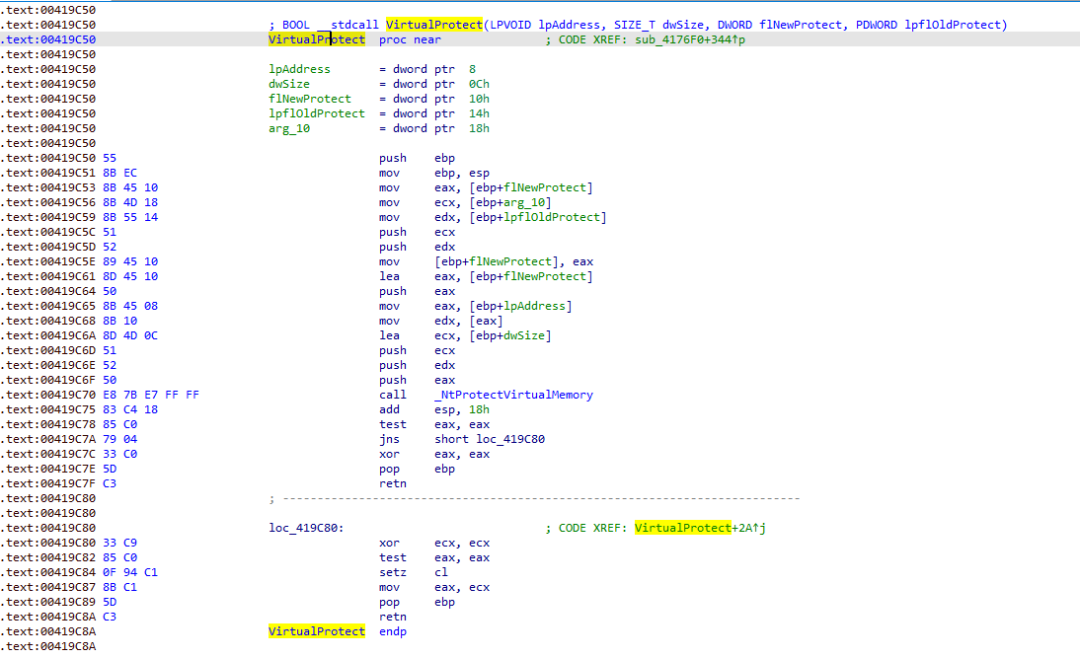 .text:00419C50
.text:00419C50 ; BOOL __stdcall VirtualProtect(LPVOID lpAddress, SIZE_T dwSize, DWORD flNewProtect, PDWORD lpflOldProtect)
.text:00419C50 VirtualProtect proc near ; CODE XREF: sub_4176F0+344↑p
.text:00419C50
.text:00419C50 lpAddress = dword ptr 8
.text:00419C50 dwSize = dword ptr 0Ch
.text:00419C50 flNewProtect = dword ptr 10h
.text:00419C50 lpflOldProtect = dword ptr 14h
.text:00419C50 arg_10 = dword ptr 18h
.text:00419C50
.text:00419C50 55 push ebp
.text:00419C51 8B EC mov ebp, esp
.text:00419C53 8B 45 10 mov eax, [ebp+flNewProtect]
.text:00419C56 8B 4D 18 mov ecx, [ebp+arg_10]
.text:00419C59 8B 55 14 mov edx, [ebp+lpflOldProtect]
.text:00419C5C 51 push ecx
.text:00419C5D 52 push edx
.text:00419C5E 89 45 10 mov [ebp+flNewProtect], eax
.text:00419C61 8D 45 10 lea eax, [ebp+flNewProtect]
.text:00419C64 50 push eax
.text:00419C65 8B 45 08 mov eax, [ebp+lpAddress]
.text:00419C68 8B 10 mov edx, [eax]
.text:00419C6A 8D 4D 0C lea ecx, [ebp+dwSize]
.text:00419C6D 51 push ecx
.text:00419C6E 52 push edx
.text:00419C6F 50 push eax
.text:00419C70 E8 7B E7 FF FF call _NtProtectVirtualMemory
.text:00419C75 83 C4 18 add esp, 18h
.text:00419C78 85 C0 test eax, eax
.text:00419C7A 79 04 jns short loc_419C80
.text:00419C7C 33 C0 xor eax, eax
.text:00419C7E 5D pop ebp
.text:00419C7F C3 retn
.text:00419C80 ; ---------------------------------------------------------------------------
.text:00419C80
.text:00419C80 loc_419C80: ; CODE XREF: VirtualProtect+2A↑j
.text:00419C80 33 C9 xor ecx, ecx
.text:00419C82 85 C0 test eax, eax
.text:00419C84 0F 94 C1 setz cl
.text:00419C87 8B C1 mov eax, ecx
.text:00419C89 5D pop ebp
.text:00419C8A C3 retn
.text:00419C8A VirtualProtect endp
.text:00419C8A